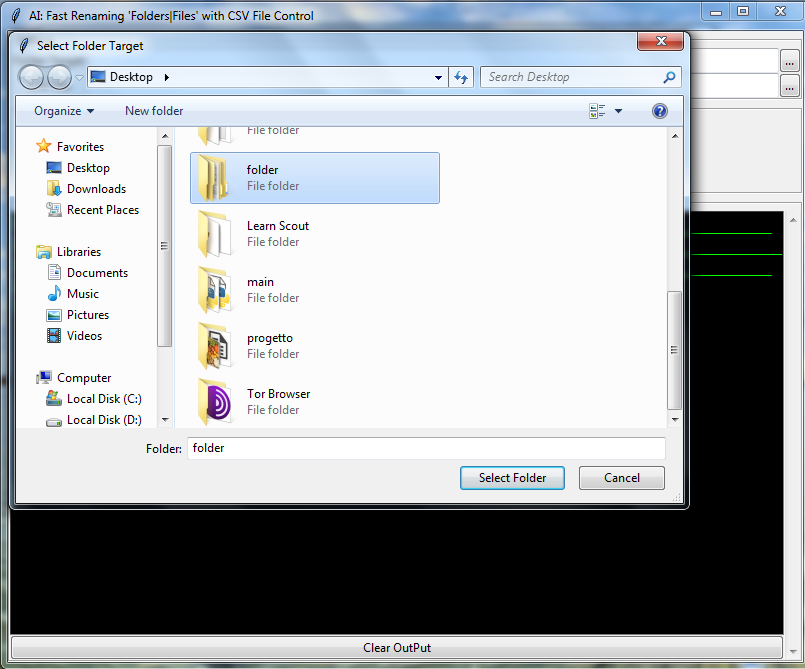 AI: Fast Renaming 'Folders|Files' with CSV File Control
Select Folder Target
Desktop
Search Desktop
...
...
Organize
New folder
Favorites
Desktop
Downloads
Recent Places
Libraries
Documents
Music
Pictures
Videos
Computer
Local Disk (C:)
Local Disk (D:)
File folder
folder
File folder
Learn Scout
File folder
main
File folder
progetto
File folder
Tor Browser
File folder
Folder: folder
Select Folder
Cancel
Clear OutPut